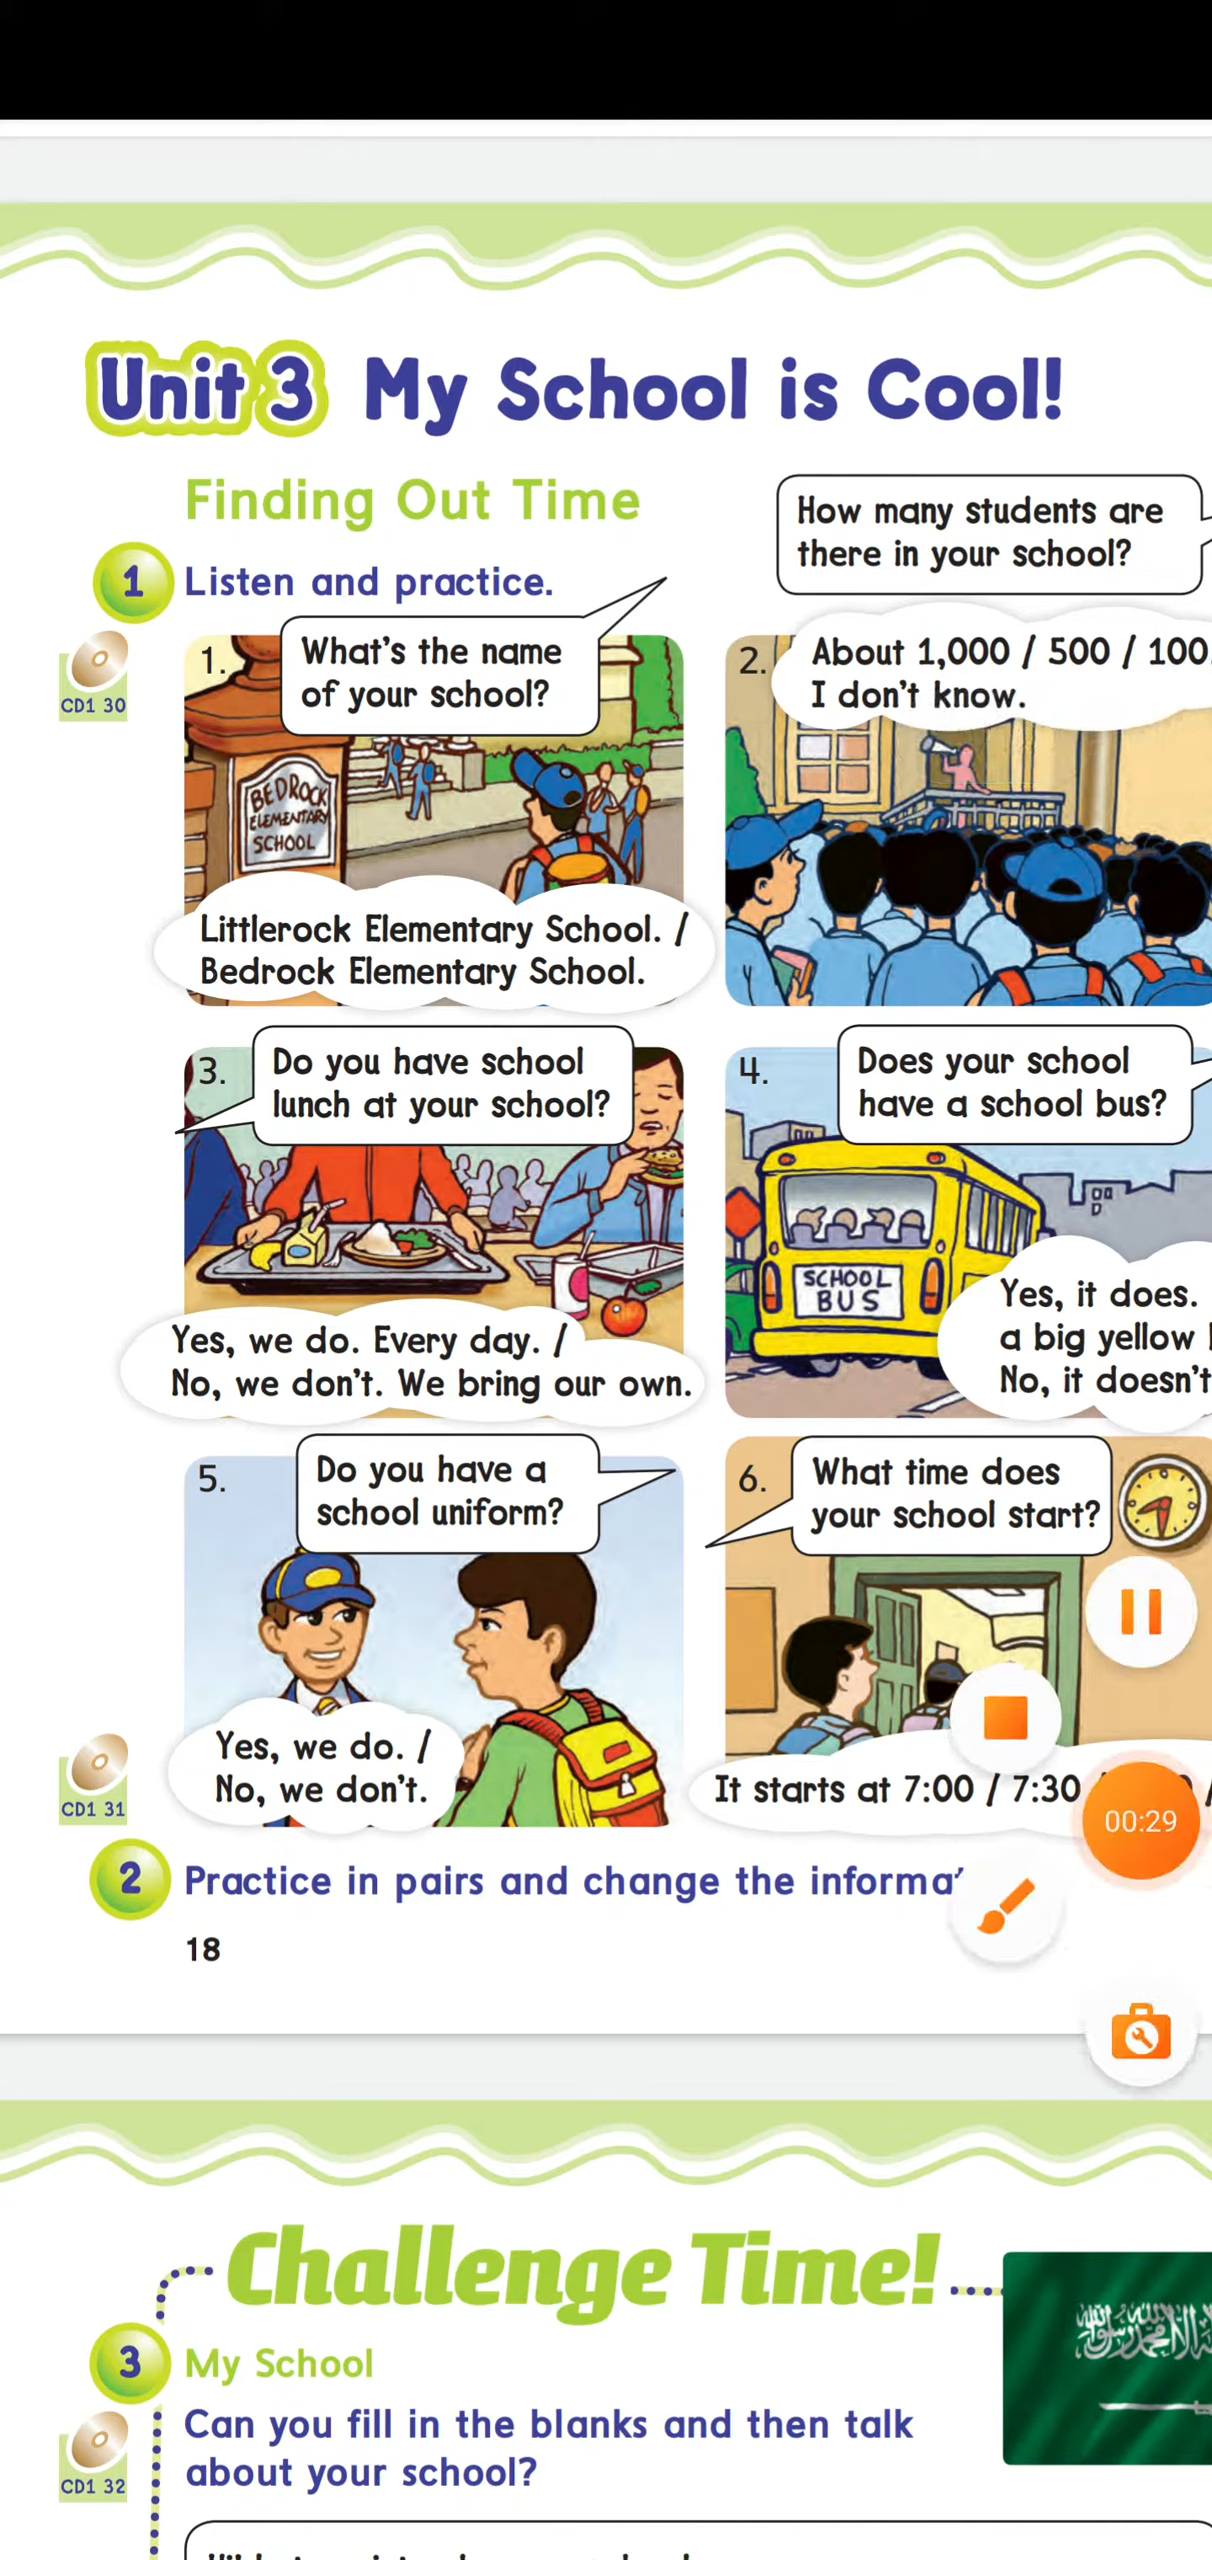 Unit 3 My School is Cool!
Finding Out Time
1 Listen and practice.
CD1 30
1.
What's the name
of your school?
BEDROCK
ELEMENTARY
SCHOOL
Littlerock Elementary School. /
Bedrock Elementary School.
How many students are
there in your school?
2.
About 1,000 / 500 / 100
I don't know.
3.
Do you have school
lunch at your school?
Yes, we do. Every day. /
No, we don't. We bring our own.
4.
Does your school
have a school bus?
SCHOOL
BUS
Yes, it does.
a big yellow
No, it doesn't
5.
Do you have a
school uniform?
Yes, we do. /
No, we don't.
6.
What time does
your school start?
It starts at 7:00 / 7:30
00:29
CD1 31
2 Practice in pairs and change the
18
Challenge Time!
3 My School
CD1 32
Can you fill in the blanks and then talk
about your school?